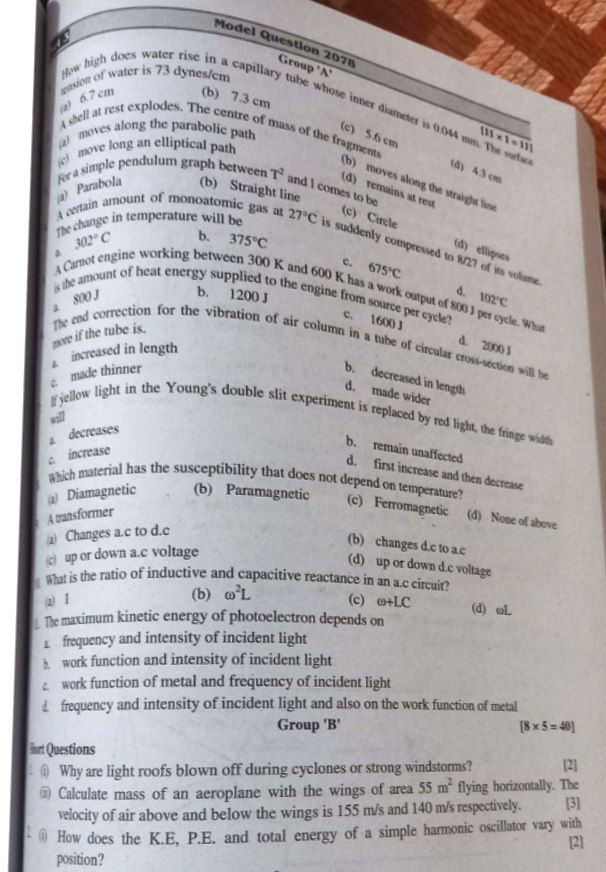 Model Question 2078
Group 'A'
[11 × 1 = 11]
How high does water rise in a capillary tube whose inner diameter is 0.044 mm. The surface
tension of water is 73 dynes/cm
(a) 6.7 cm (b) 7.3 cm (c) 5.6 cm (d) 4.3 cm
A shell at rest explodes. The centre of mass of the fragments
(a) moves along the parabolic path (b) moves along the straight line
(c) move long an elliptical path (d) remains at rest
For a simple pendulum graph between T² and l comes to be
(a) Parabola (b) Straight line (c) Circle (d) ellipses
A certain amount of monoatomic gas at 27°C is suddenly compressed to 8/27 of its volume.
The change in temperature will be
a. 302° C b. 375°C c. 675°C d. 102°C
A Carnot engine working between 300 K and 600 K has a work output of 800 J per cycle. What
is the amount of heat energy supplied to the engine from source per cycle?
a. 800 J b. 1200 J c. 1600 J d. 2000 J
The end correction for the vibration of air column in a tube of circular cross-section will be
more if the tube is.
a. increased in length b. decreased in length
c. made thinner d. made wider
If yellow light in the Young's double slit experiment is replaced by red light, the fringe width
will
a. decreases b. remain unaffected
c. increase d. first increase and then decrease
Which material has the susceptibility that does not depend on temperature?
(a) Diamagnetic (b) Paramagnetic (c) Ferromagnetic (d) None of above
A transformer
(a) Changes a.c to d.c (b) changes d.c to a.c
(c) up or down a.c voltage (d) up or down d.c voltage
What is the ratio of inductive and capacitive reactance in an a.c circuit?
(a) 1 (b) ω²L (c) ω+LC (d) ωL
The maximum kinetic energy of photoelectron depends on
a. frequency and intensity of incident light
b. work function and intensity of incident light
c. work function of metal and frequency of incident light
d. frequency and intensity of incident light and also on the work function of metal
Group 'B' [8 × 5 = 40]
Short Questions
(i) Why are light roofs blown off during cyclones or strong windstorms? [2]
(ii) Calculate mass of an aeroplane with the wings of area 55 m² flying horizontally. The
velocity of air above and below the wings is 155 m/s and 140 m/s respectively. [3]
(i) How does the K.E, P.E. and total energy of a simple harmonic oscillator vary with
position? [2]